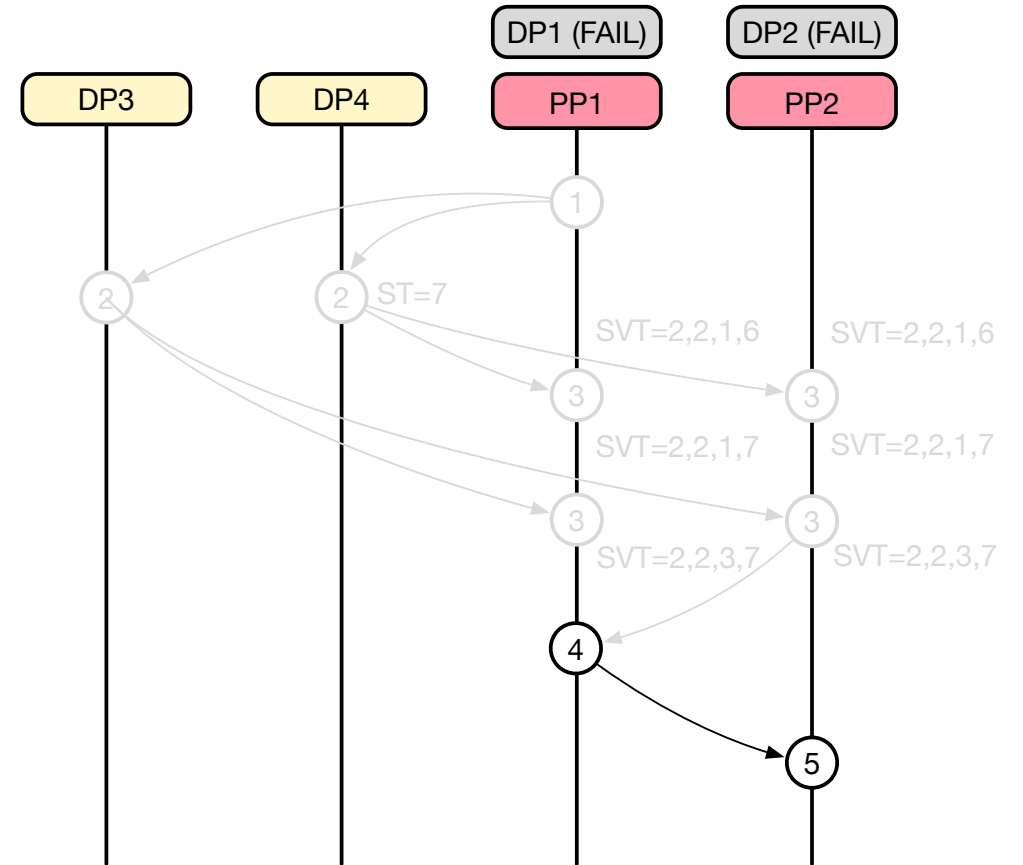 DP1 (FAIL)
DP2 (FAIL)
DP3
DP4
PP1
PP2
1
2
2
ST=7
SVT=2,2,1,6
SVT=2,2,1,6
3
3
SVT=2,2,1,7
SVT=2,2,1,7
3
3
SVT=2,2,3,7
SVT=2,2,3,7
4
5